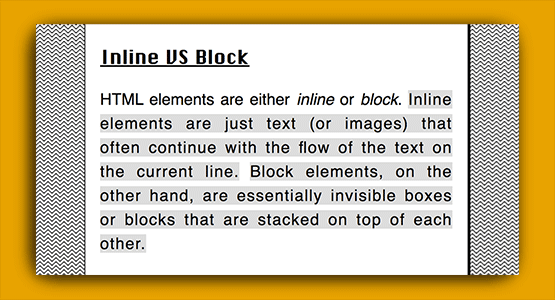 Inline VS Block
HTML elements are either inline or block. Inline
elements are just text (or images) that
often continue with the flow of the text on
the current line. Block elements, on the
other hand, are essentially invisible boxes
or blocks that are stacked on top of each
other.